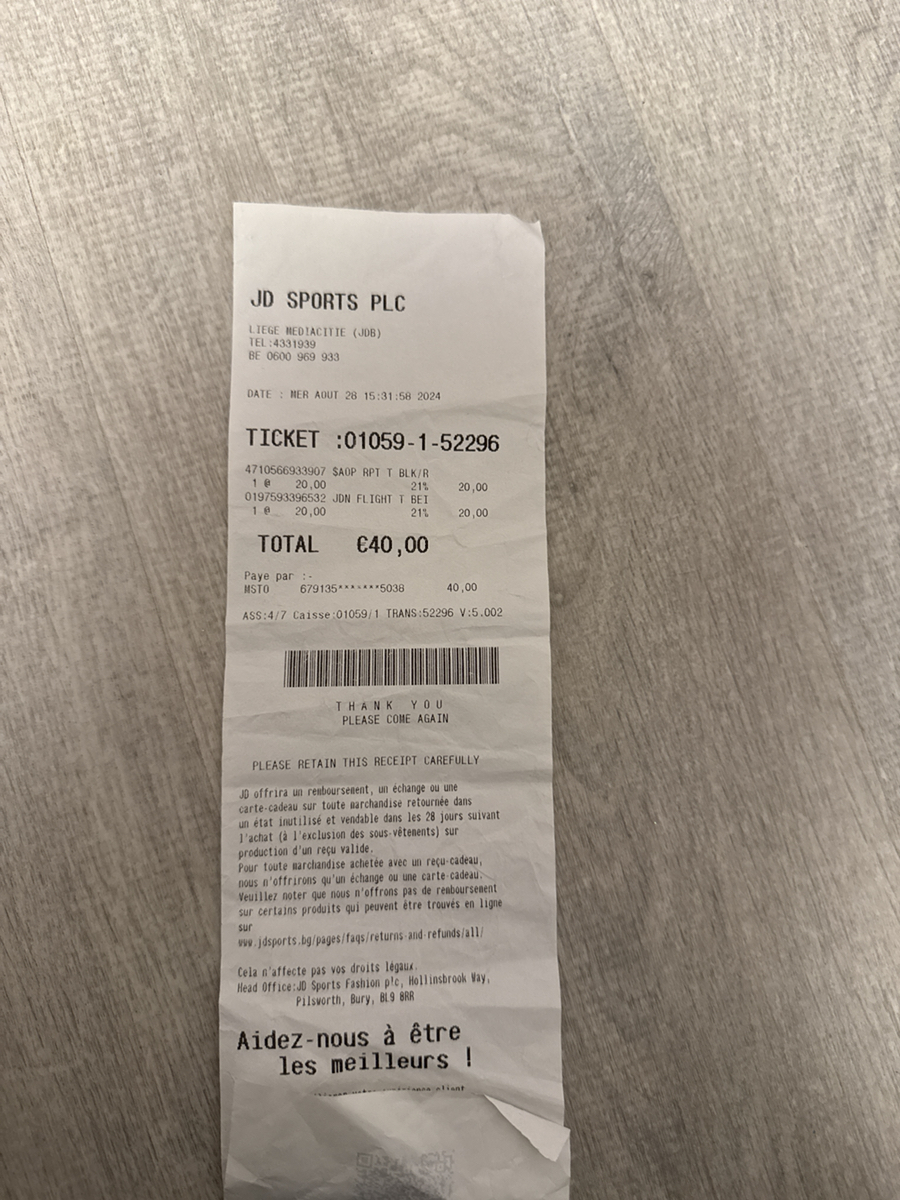 JD SPORTS PLC
LIEGE MEDIACITIE (JDB)
TEL:4331939
BE 0600 969 933
DATE : MER AOUT 28 15:31:58 2024
TICKET :01059-1-52296
4710566933907 $AOP RPT T BLK/R
1 @ 20,00 21% 20,00
0197593396532 JDN FLIGHT T BEI
1 @ 20,00 21% 20,00
TOTAL €40,00
Paye par :-
MSTO 679135*******5038 40,00
ASS:4/7 Caisse:01059/1 TRANS:52296 V:5.002
THANK YOU
PLEASE COME AGAIN
PLEASE RETAIN THIS RECEIPT CAREFULLY
JD offrira un remboursement, un échange ou une
carte-cadeau sur toute marchandise retournée dans
un état inutilisé et vendable dans les 28 jours suivant
l'achat (à l'exclusion des sous-vêtements) sur
production d'un reçu valide.
Pour toute marchandise achetée avec un reçu-cadeau,
nous n'offrirons qu'un échange ou une carte-cadeau.
Veuillez noter que nous n'offrons pas de remboursement
sur certains produits qui peuvent être trouvés en ligne
sur
www.jdsports.bg/pages/faqs/returns-and-refunds/all/
Cela n'affecte pas vos droits légaux.
Head Office:JD Sports Fashion plc, Hollinsbrook Way,
Pilsworth, Bury, BL9 8RR
Aidez-nous à être
les meilleurs !
client